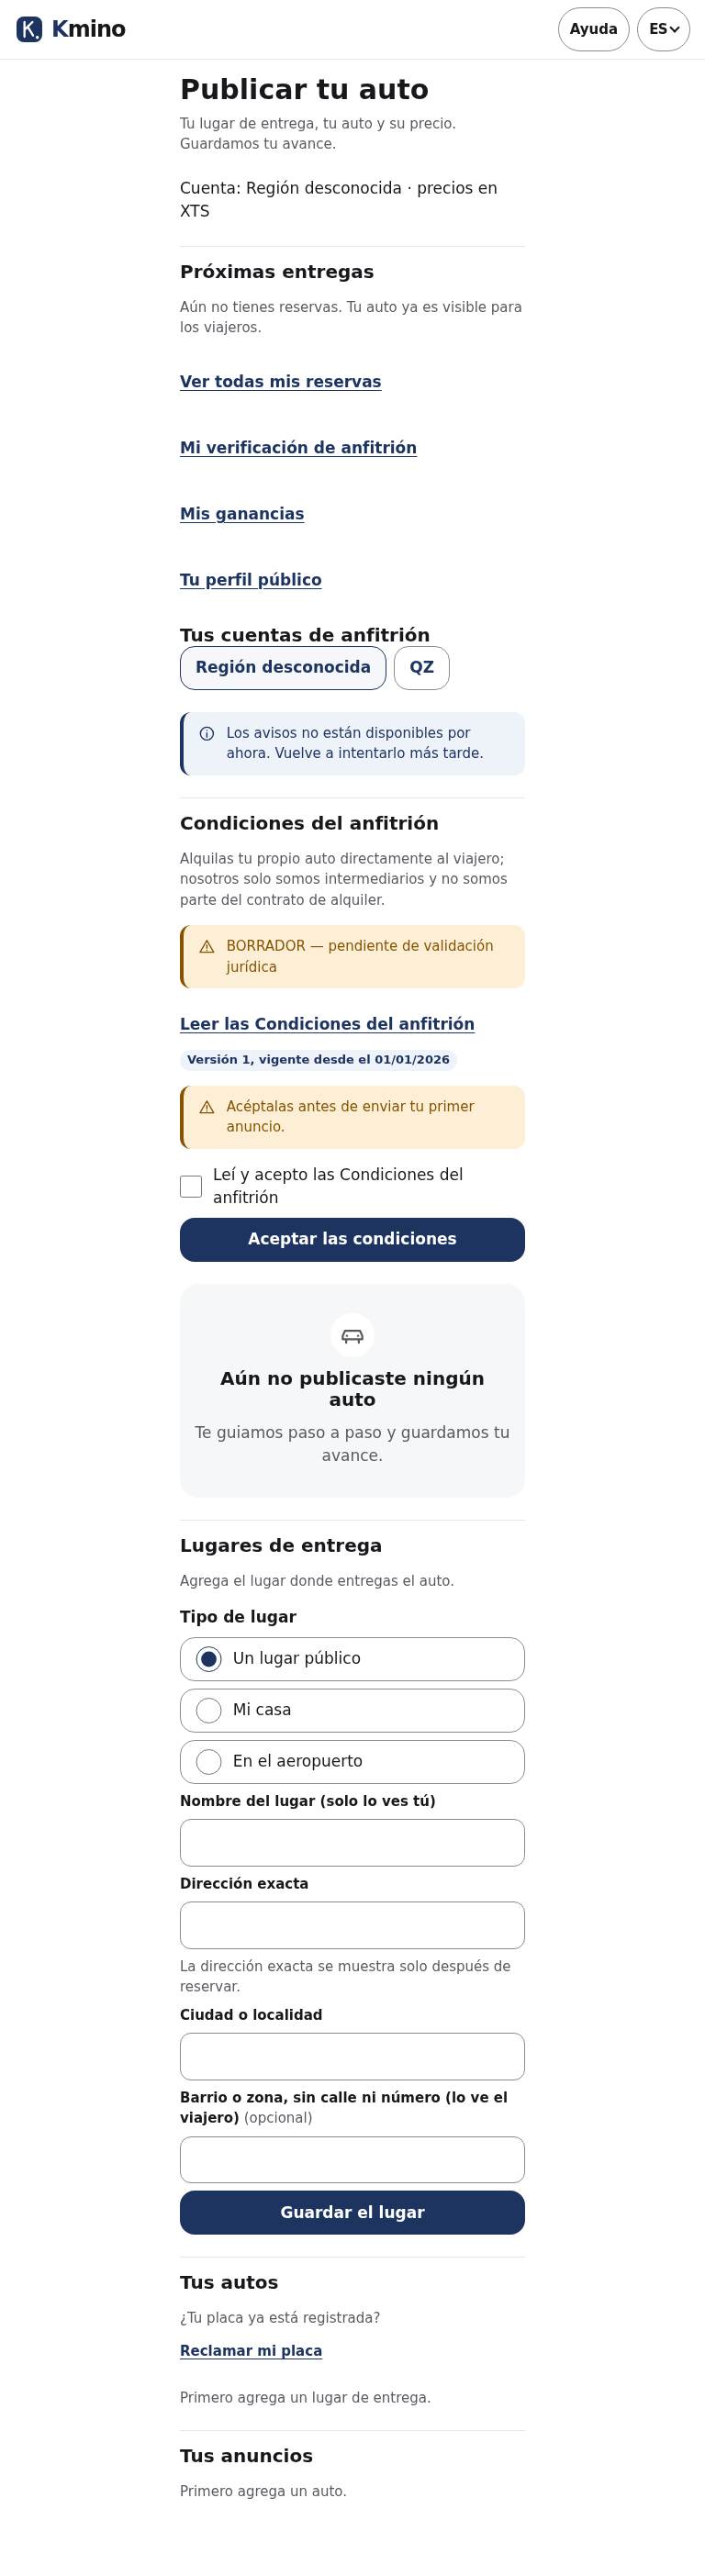 Kmino
Ayuda
ES
Publicar tu auto
Tu lugar de entrega, tu auto y su precio.
Guardamos tu avance.
Cuenta: Región desconocida · precios en
XTS
Próximas entregas
Aún no tienes reservas. Tu auto ya es visible para
los viajeros.
Ver todas mis reservas
Mi verificación de anfitrión
Mis ganancias
Tu perfil público
Tus cuentas de anfitrión
Región desconocida
QZ
Los avisos no están disponibles por
ahora. Vuelve a intentarlo más tarde.
Condiciones del anfitrión
Alquilas tu propio auto directamente al viajero;
nosotros solo somos intermediarios y no somos
parte del contrato de alquiler.
BORRADOR — pendiente de validación
jurídica
Leer las Condiciones del anfitrión
Versión 1, vigente desde el 01/01/2026
Acéptalas antes de enviar tu primer
anuncio.
Leí y acepto las Condiciones del
anfitrión
Aceptar las condiciones
Aún no publicaste ningún
auto
Te guiamos paso a paso y guardamos tu
avance.
Lugares de entrega
Agrega el lugar donde entregas el auto.
Tipo de lugar
Un lugar público
Mi casa
En el aeropuerto
Nombre del lugar (solo lo ves tú)
Dirección exacta
La dirección exacta se muestra solo después de
reservar.
Ciudad o localidad
Barrio o zona, sin calle ni número (lo ve el
viajero) (opcional)
Guardar el lugar
Tus autos
¿Tu placa ya está registrada?
Reclamar mi placa
Primero agrega un lugar de entrega.
Tus anuncios
Primero agrega un auto.